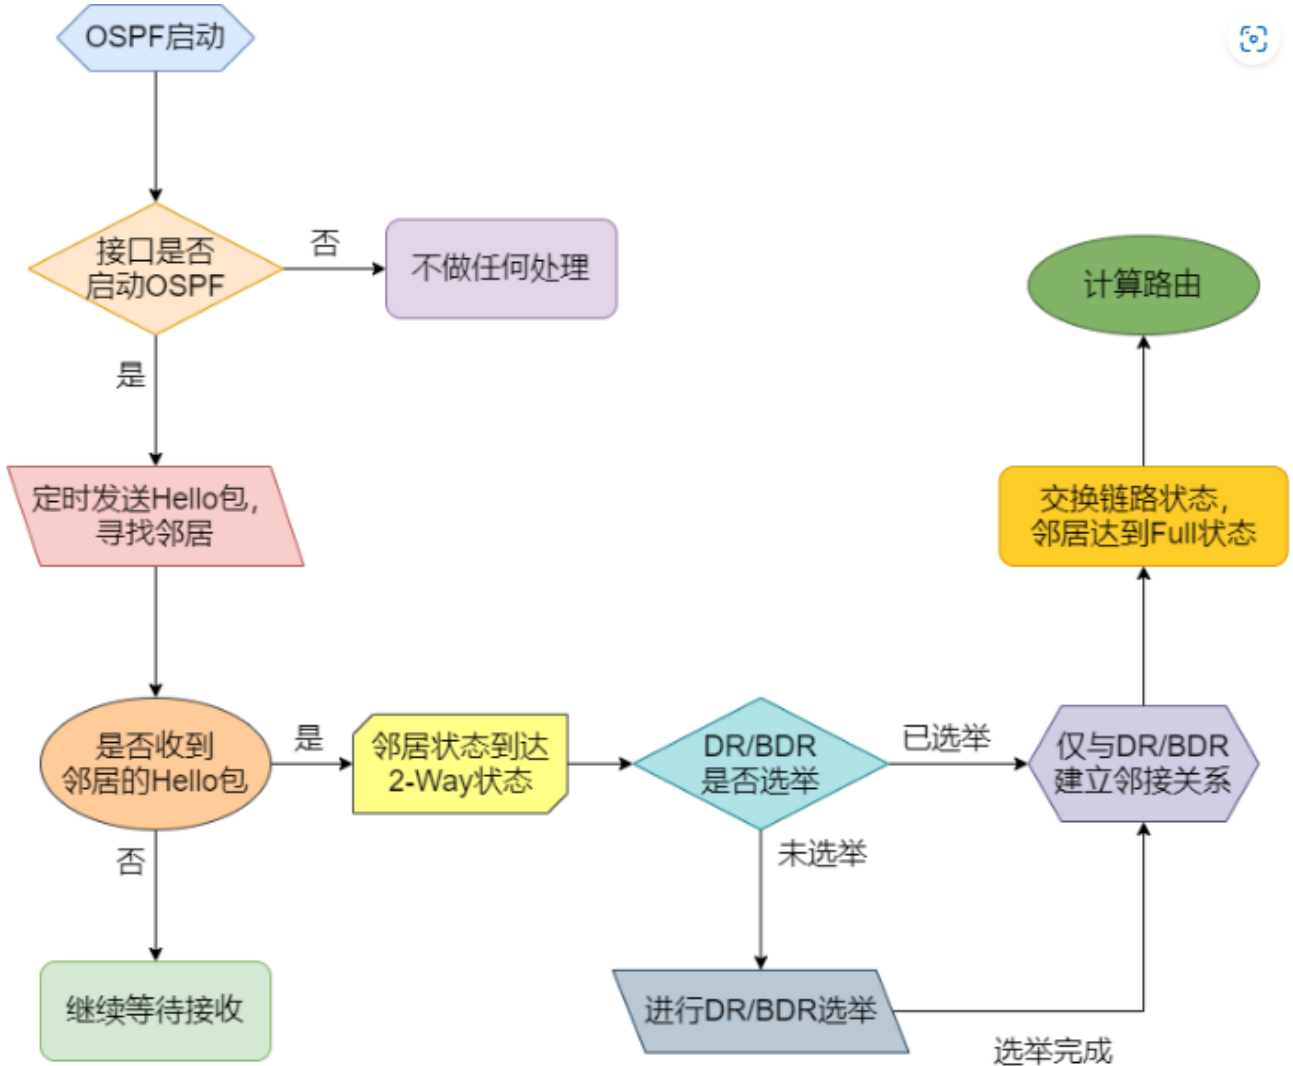 OSPF启动
接口是否
启动OSPF
否
不做任何处理
是
定时发送Hello包，
寻找邻居
是否收到
邻居的Hello包
是
邻居状态到达
2-Way状态
DR/BDR
是否选举
已选举
仅与DR/BDR
建立邻接关系
交换链路状态，
邻居达到Full状态
计算路由
否
继续等待接收
未选举
进行DR/BDR选举
选举完成